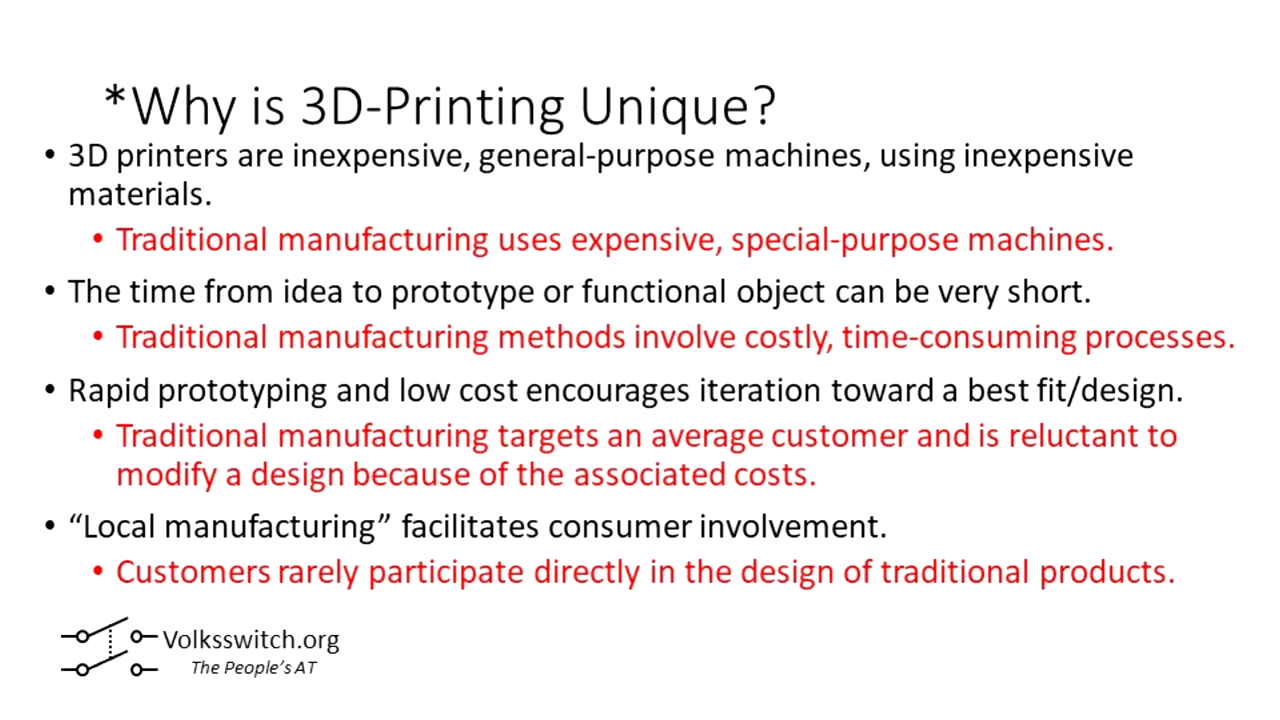 *Why is 3D-Printing Unique?
• 3D printers are inexpensive, general-purpose machines, using inexpensive
materials.
• Traditional manufacturing uses expensive, special-purpose machines.
• The time from idea to prototype or functional object can be very short.
• Traditional manufacturing methods involve costly, time-consuming processes.
• Rapid prototyping and low cost encourages iteration toward a best fit/design.
• Traditional manufacturing targets an average customer and is reluctant to
modify a design because of the associated costs.
• “Local manufacturing” facilitates consumer involvement.
• Customers rarely participate directly in the design of traditional products.
Volksswitch.org
The People’s AT